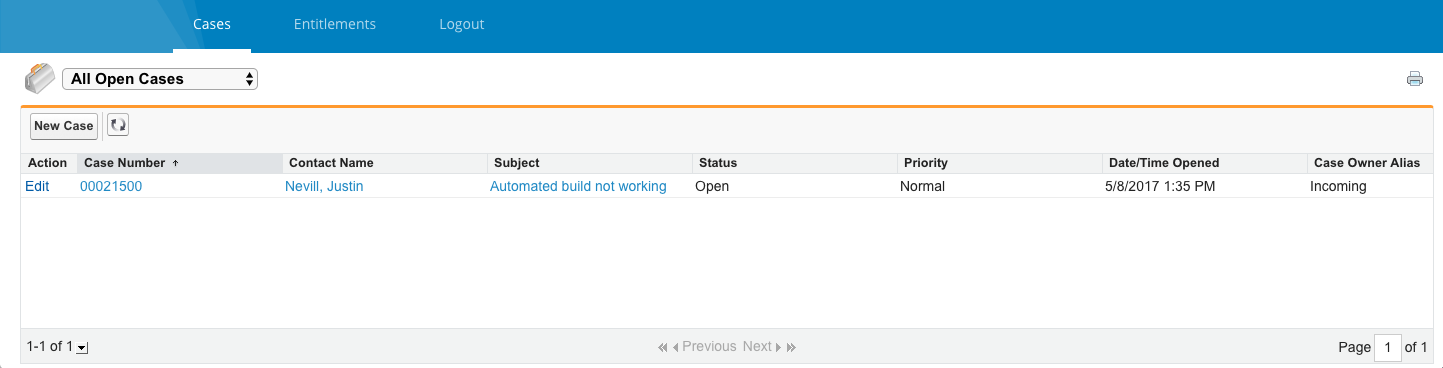 Cases Entitlements Logout
All Open Cases
New Case
Action Case Number Contact Name Subject Status Priority Date/Time Opened Case Owner Alias
Edit 00021500 Nevill, Justin Automated build not working Open Normal 5/8/2017 1:35 PM Incoming
1-1 of 1 Previous Next Page 1 of 1